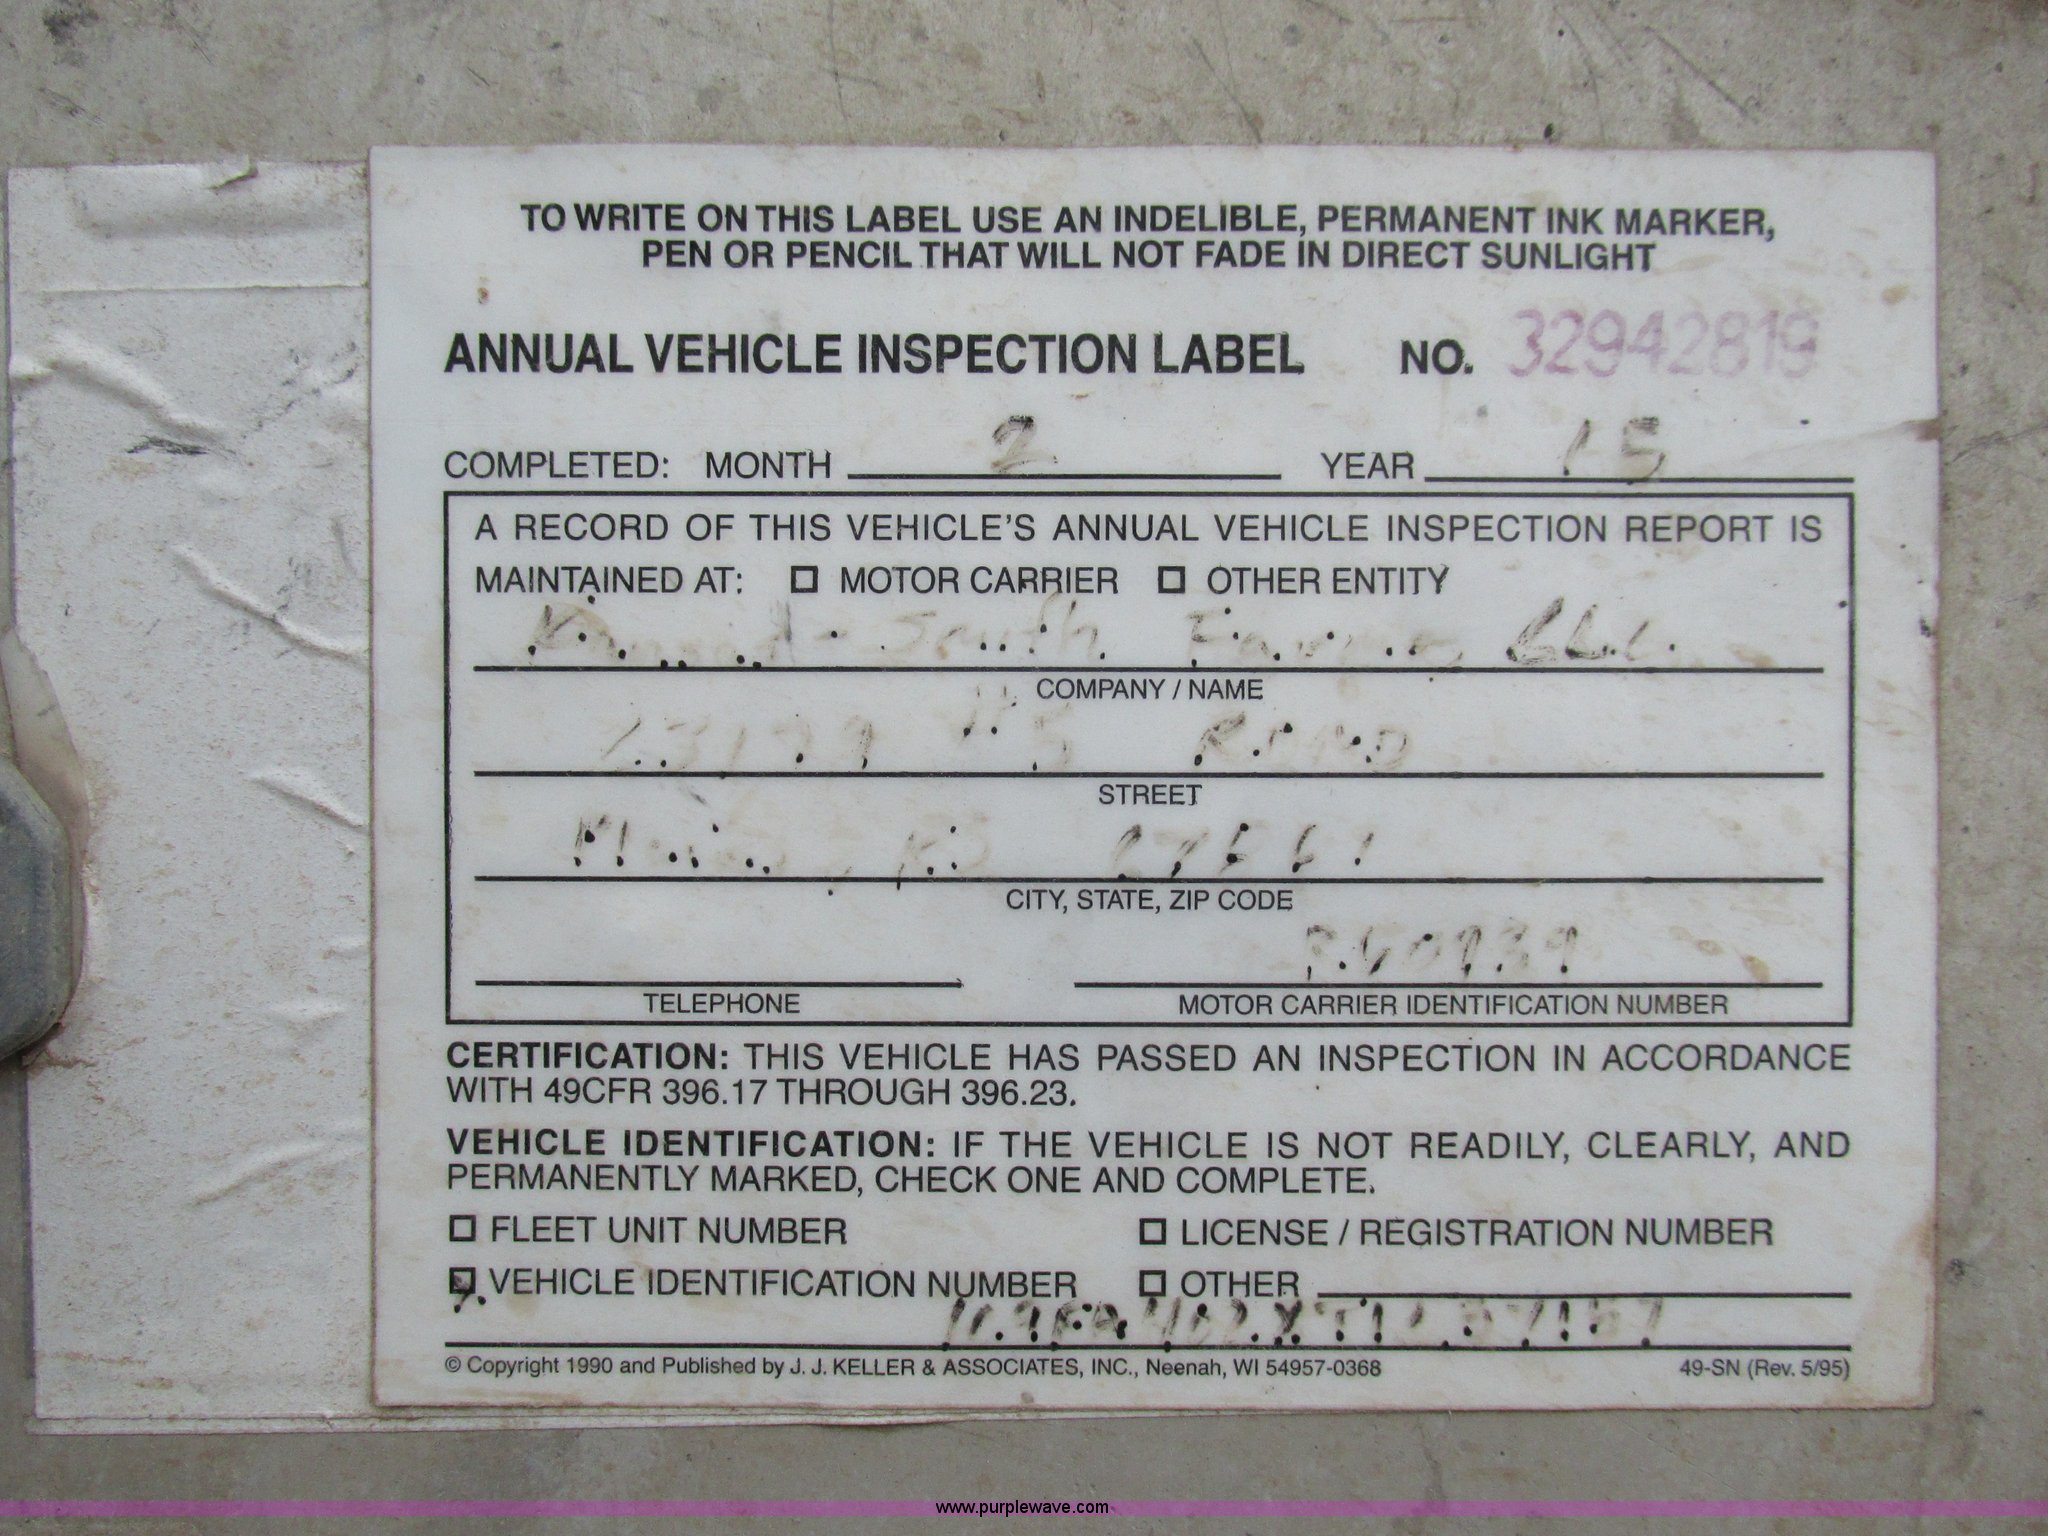 TO WRITE ON THIS LABEL USE AN INDELIBLE, PERMANENT INK MARKER,
PEN OR PENCIL THAT WILL NOT FADE IN DIRECT SUNLIGHT
ANNUAL VEHICLE INSPECTION LABEL NO. 32942819
COMPLETED: MONTH 2 YEAR 15
A RECORD OF THIS VEHICLE'S ANNUAL VEHICLE INSPECTION REPORT IS
MAINTAINED AT: MOTOR CARRIER OTHER ENTITY
South
COMPANY / NAME
ROAD
STREET
CITY, STATE, ZIP CODE
TELEPHONE MOTOR CARRIER IDENTIFICATION NUMBER
CERTIFICATION: THIS VEHICLE HAS PASSED AN INSPECTION IN ACCORDANCE
WITH 49CFR 396.17 THROUGH 396.23.
VEHICLE IDENTIFICATION: IF THE VEHICLE IS NOT READILY, CLEARLY, AND
PERMANENTLY MARKED, CHECK ONE AND COMPLETE.
FLEET UNIT NUMBER LICENSE / REGISTRATION NUMBER
VEHICLE IDENTIFICATION NUMBER OTHER
© Copyright 1990 and Published by J. J. KELLER & ASSOCIATES, INC., Neenah, WI 54957-0368 49-SN (Rev. 5/95)
www.purplewave.com